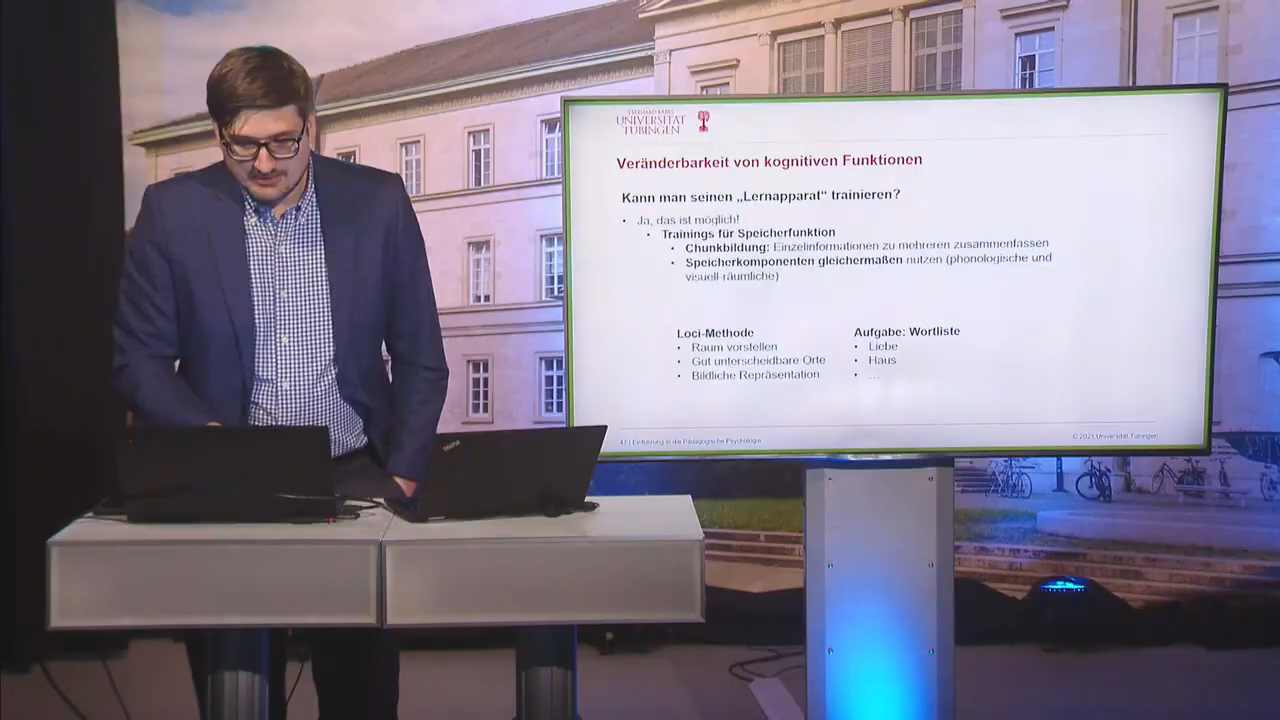 EBERHARD KARLS
UNIVERSITÄT
TÜBINGEN
Veränderbarkeit von kognitiven Funktionen
Kann man seinen „Lernapparat“ trainieren?
• Ja, das ist möglich!
• Trainings für Speicherfunktion
• Chunkbildung: Einzelinformationen zu mehreren zusammenfassen
• Speicherkomponenten gleichermaßen nutzen (phonologische und
visuell-räumliche)
Loci-Methode
• Raum vorstellen
• Gut unterscheidbare Orte
• Bildliche Repräsentation
Aufgabe: Wortliste
• Liebe
• Haus
• …
47 | Einführung in die Pädagogische Psychologie
© 2021 Universität Tübingen
ThinkPad